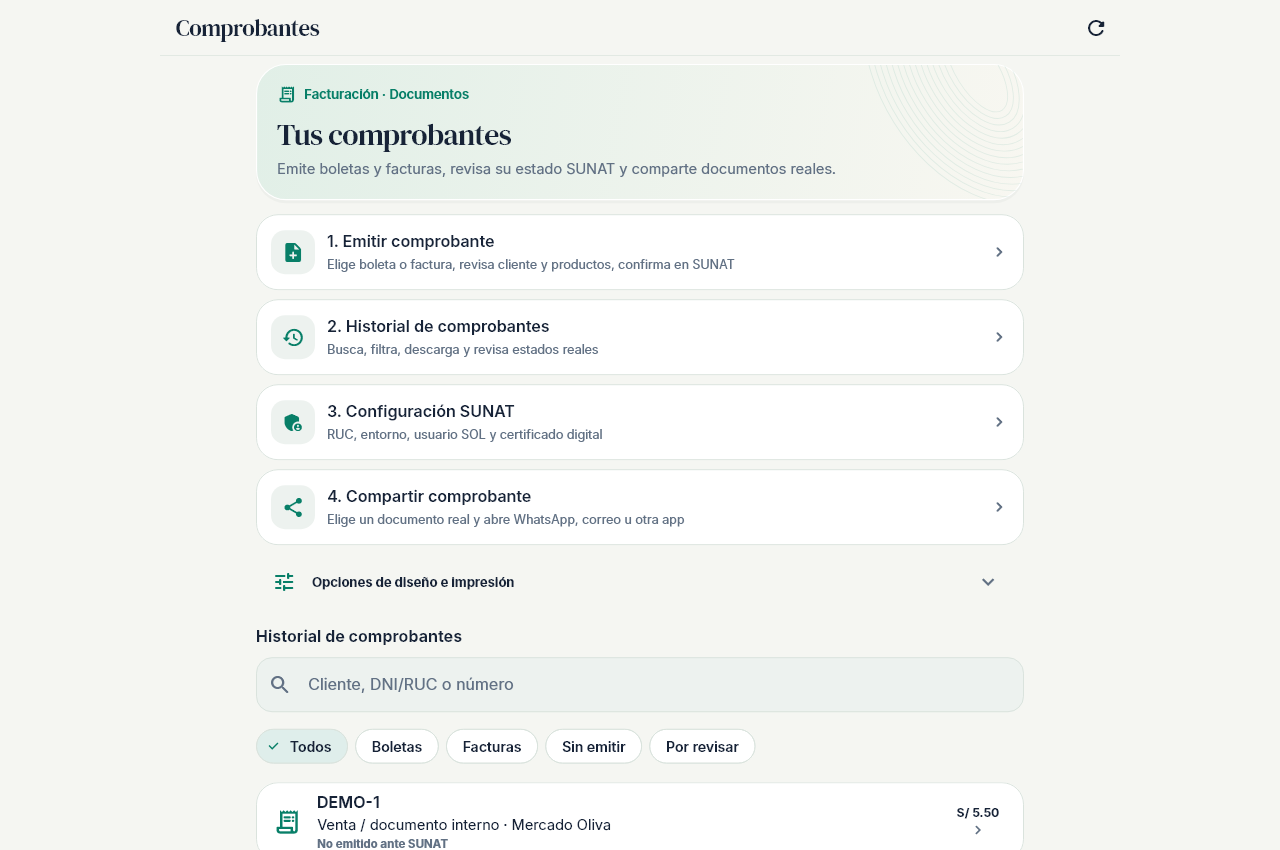 Comprobantes
Facturación · Documentos
Tus comprobantes
Emite boletas y facturas, revisa su estado SUNAT y comparte documentos reales.
1. Emitir comprobante
Elige boleta o factura, revisa cliente y productos, confirma en SUNAT
2. Historial de comprobantes
Busca, filtra, descarga y revisa estados reales
3. Configuración SUNAT
RUC, entorno, usuario SOL y certificado digital
4. Compartir comprobante
Elige un documento real y abre WhatsApp, correo u otra app
Opciones de diseño e impresión
Historial de comprobantes
Cliente, DNI/RUC o número
Todos Boletas Facturas Sin emitir Por revisar
DEMO-1
Venta / documento interno · Mercado Oliva
S/ 5.50
No emitido ante SUNAT